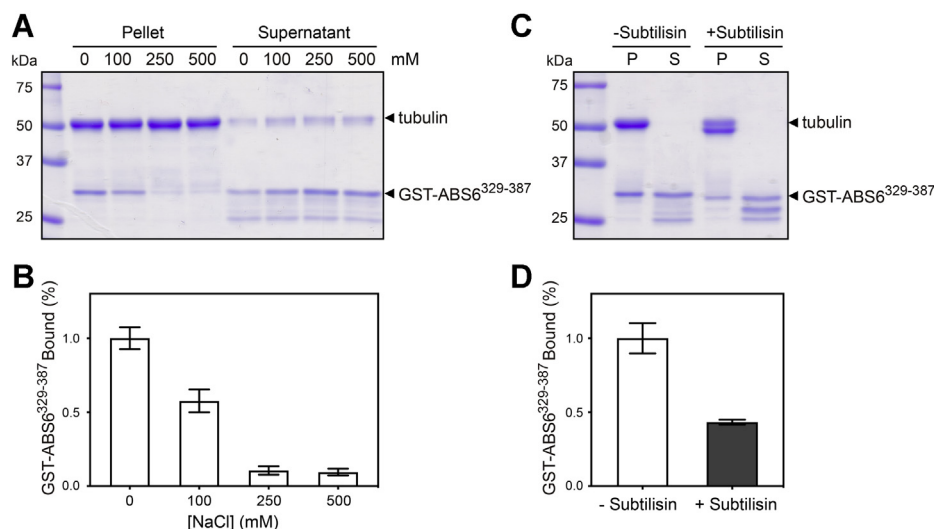 A
Pellet Supernatant
kDa 0 100 250 500 0 100 250 500 mM
75
50 tubulin
37
GST-ABS6329-387
25
C
-Subtilisin +Subtilisin
kDa P S P S
75
50 tubulin
37
GST-ABS6329-387
25
B
GST-ABS6329-387 Bound (%)
1.0
0.5
0.0
0 100 250 500
[NaCl] (mM)
D
GST-ABS6329-387 Bound (%)
1.0
0.5
0.0
- Subtilisin + Subtilisin